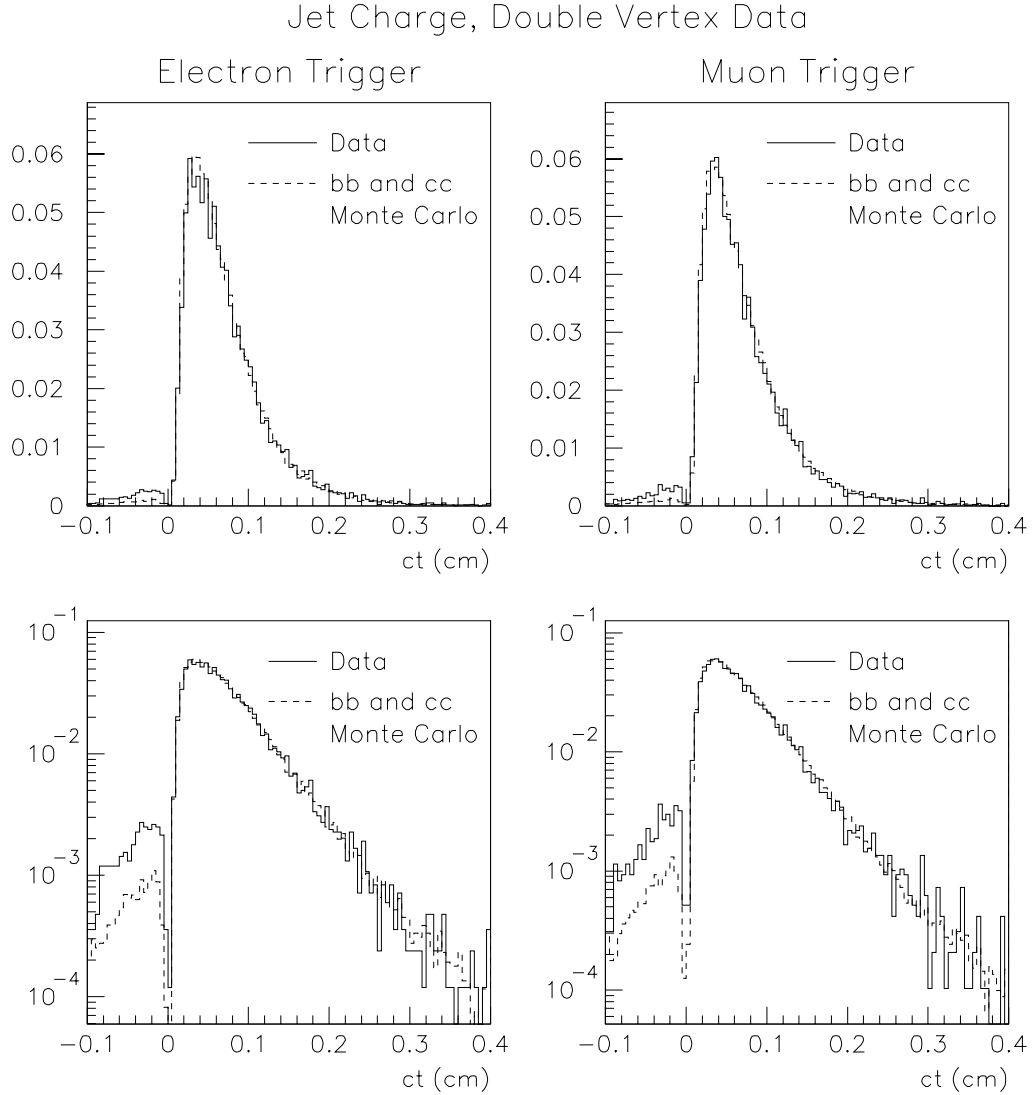 Jet Charge, Double Vertex Data
Electron Trigger
Muon Trigger
Data
bb and cc
Monte Carlo
0.06
0.05
0.04
0.03
0.02
0.01
0
-0.1 0 0.1 0.2 0.3 0.4
ct (cm)
Data
bb and cc
Monte Carlo
0.06
0.05
0.04
0.03
0.02
0.01
0
-0.1 0 0.1 0.2 0.3 0.4
ct (cm)
Data
bb and cc
Monte Carlo
10^-1
10^-2
10^-3
10^-4
-0.1 0 0.1 0.2 0.3 0.4
ct (cm)
Data
bb and cc
Monte Carlo
10^-1
10^-2
10^-3
10^-4
-0.1 0 0.1 0.2 0.3 0.4
ct (cm)